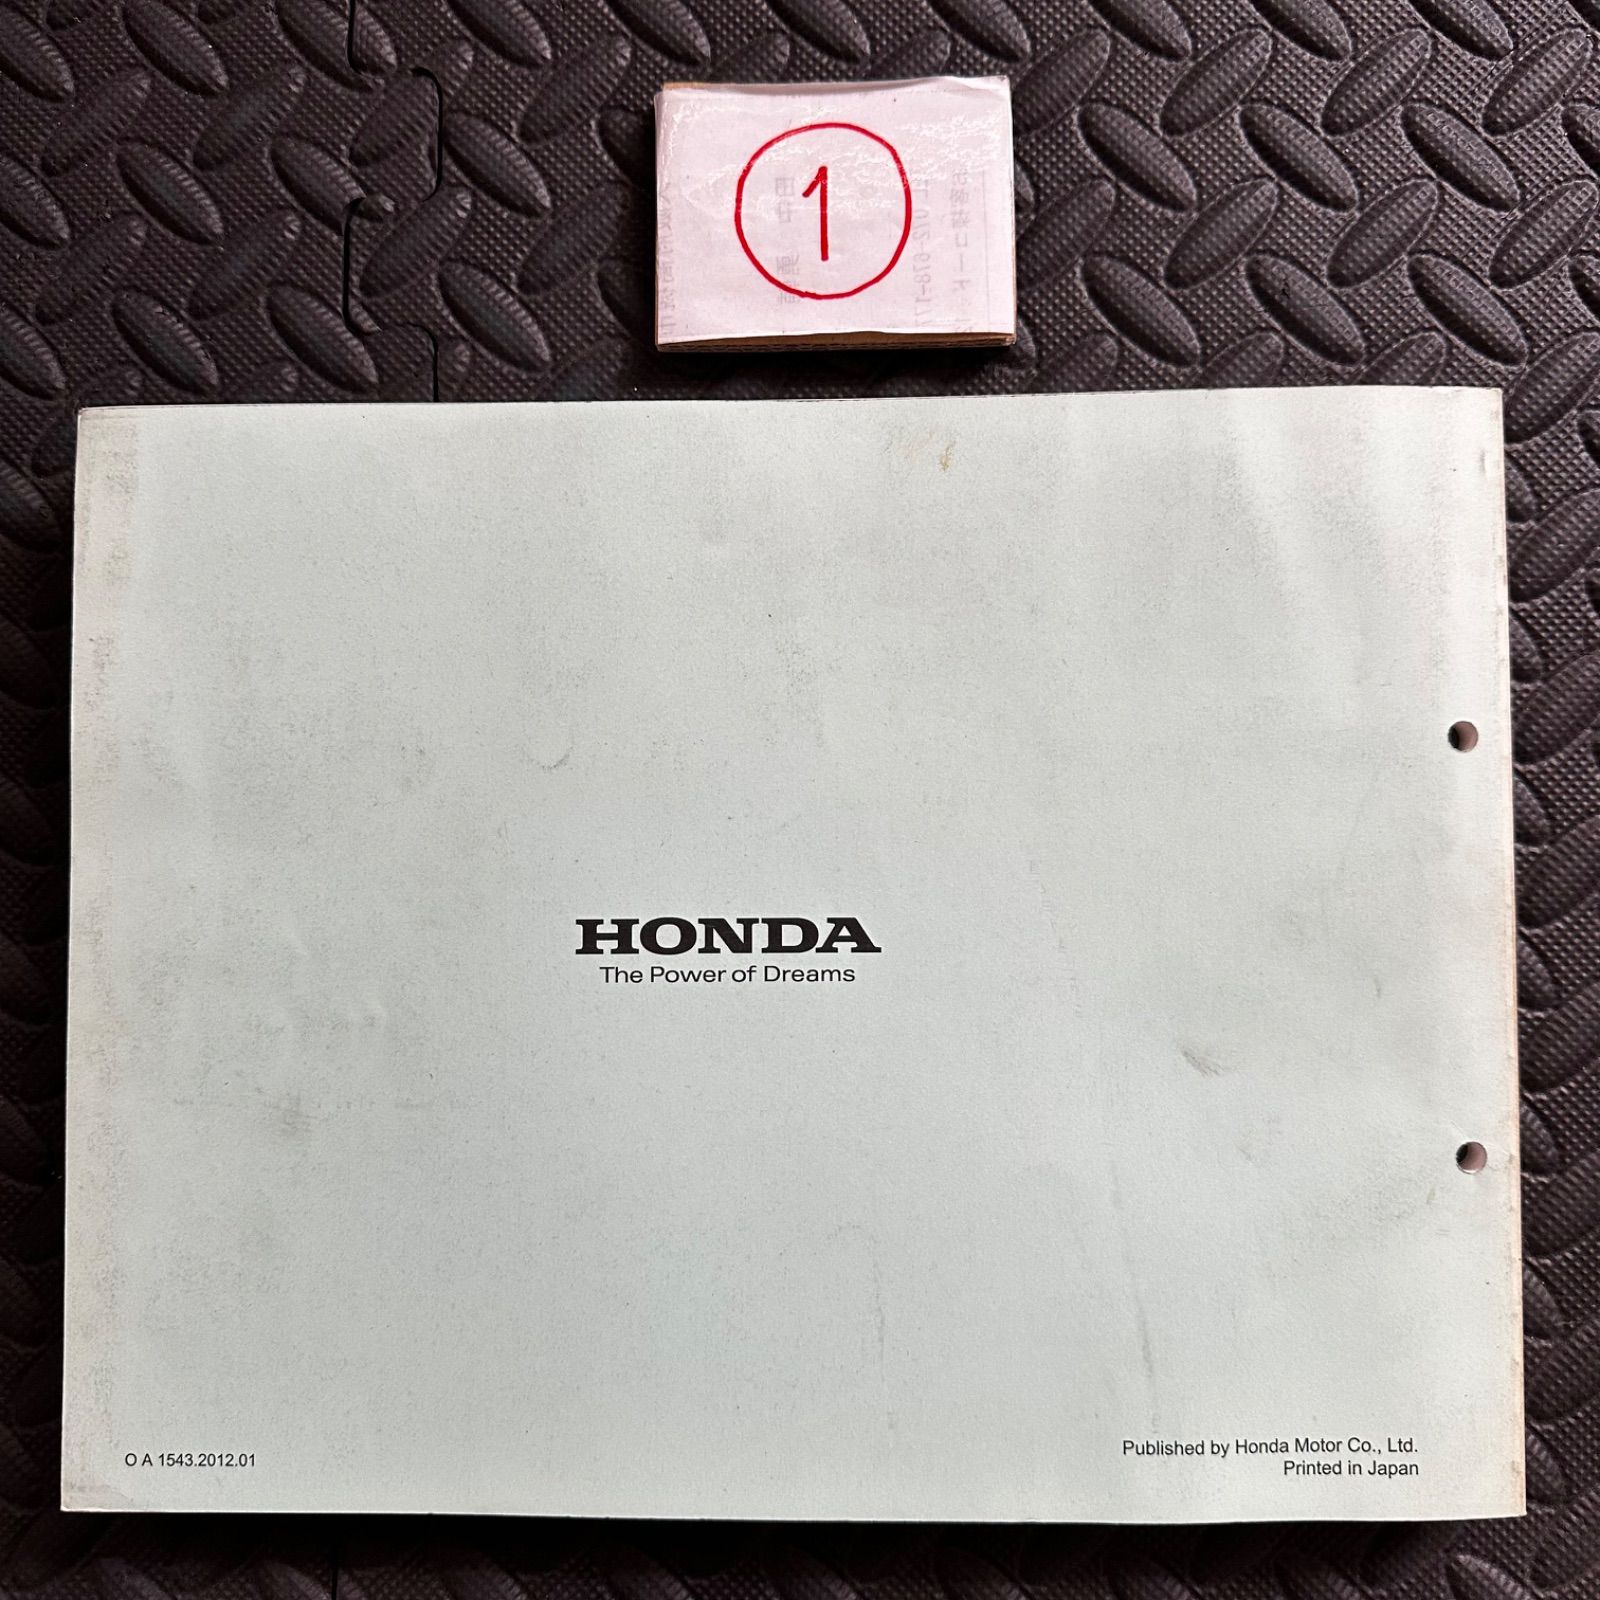 1
HONDA
The Power of Dreams
O A 1543.2012.01
Published by Honda Motor Co., Ltd.
Printed in Japan